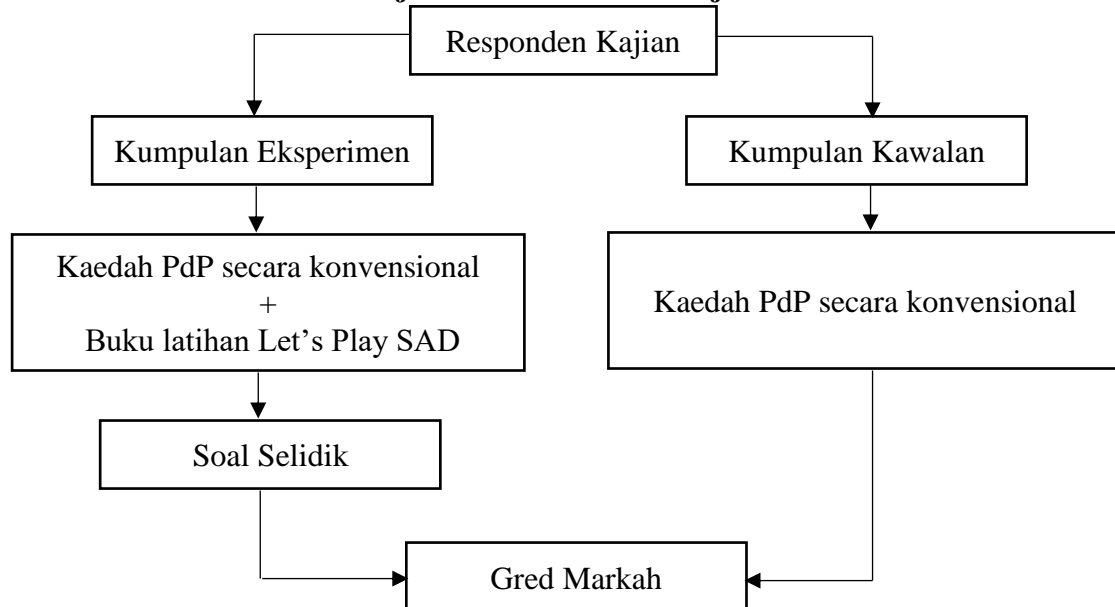 Responden Kajian
Kumpulan Eksperimen
Kumpulan Kawalan
Kaedah PdP secara konvensional
+
Buku latihan Let's Play SAD
Kaedah PdP secara konvensional
Soal Selidik
Gred Markah